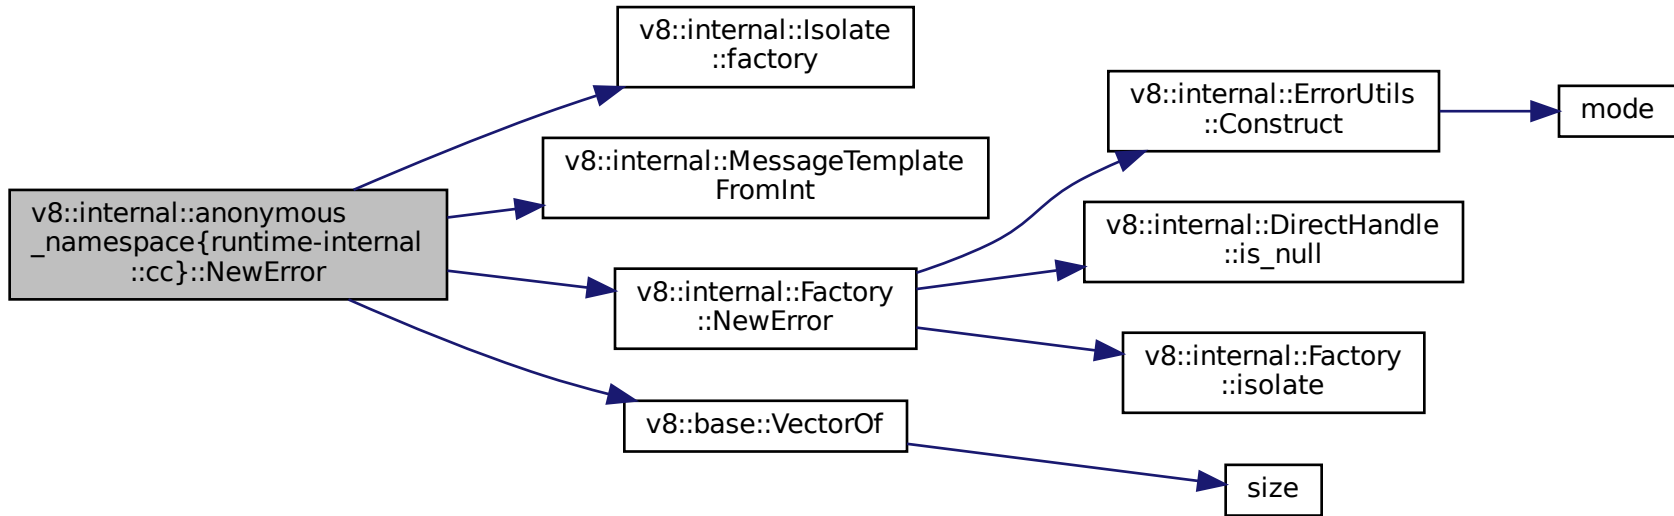 v8::internal::anonymous
_namespace{runtime-internal
::cc}::NewError
v8::internal::Isolate
::factory
v8::internal::MessageTemplate
FromInt
v8::internal::Factory
::NewError
v8::base::VectorOf
v8::internal::ErrorUtils
::Construct
v8::internal::DirectHandle
::is_null
v8::internal::Factory
::isolate
size
mode